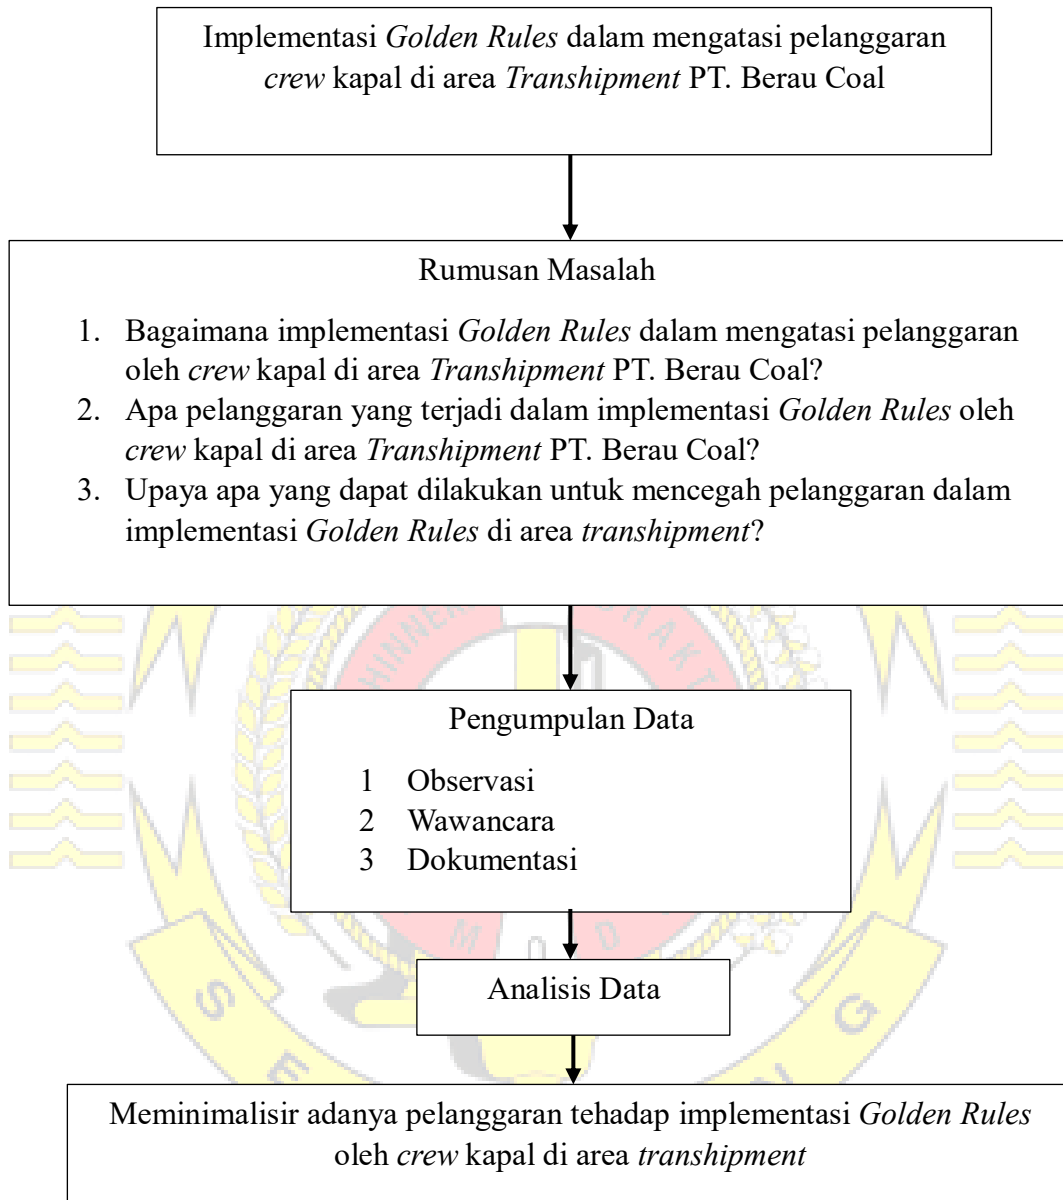 Implementasi Golden Rules dalam mengatasi pelanggaran
crew kapal di area Transhipment PT. Berau Coal
Rumusan Masalah
1. Bagaimana implementasi Golden Rules dalam mengatasi pelanggaran
oleh crew kapal di area Transhipment PT. Berau Coal?
2. Apa pelanggaran yang terjadi dalam implementasi Golden Rules oleh
crew kapal di area Transhipment PT. Berau Coal?
3. Upaya apa yang dapat dilakukan untuk mencegah pelanggaran dalam
implementasi Golden Rules di area transhipment?
Pengumpulan Data
1 Observasi
2 Wawancara
3 Dokumentasi
Analisis Data
Meminimalisir adanya pelanggaran tehadap implementasi Golden Rules
oleh crew kapal di area transhipment